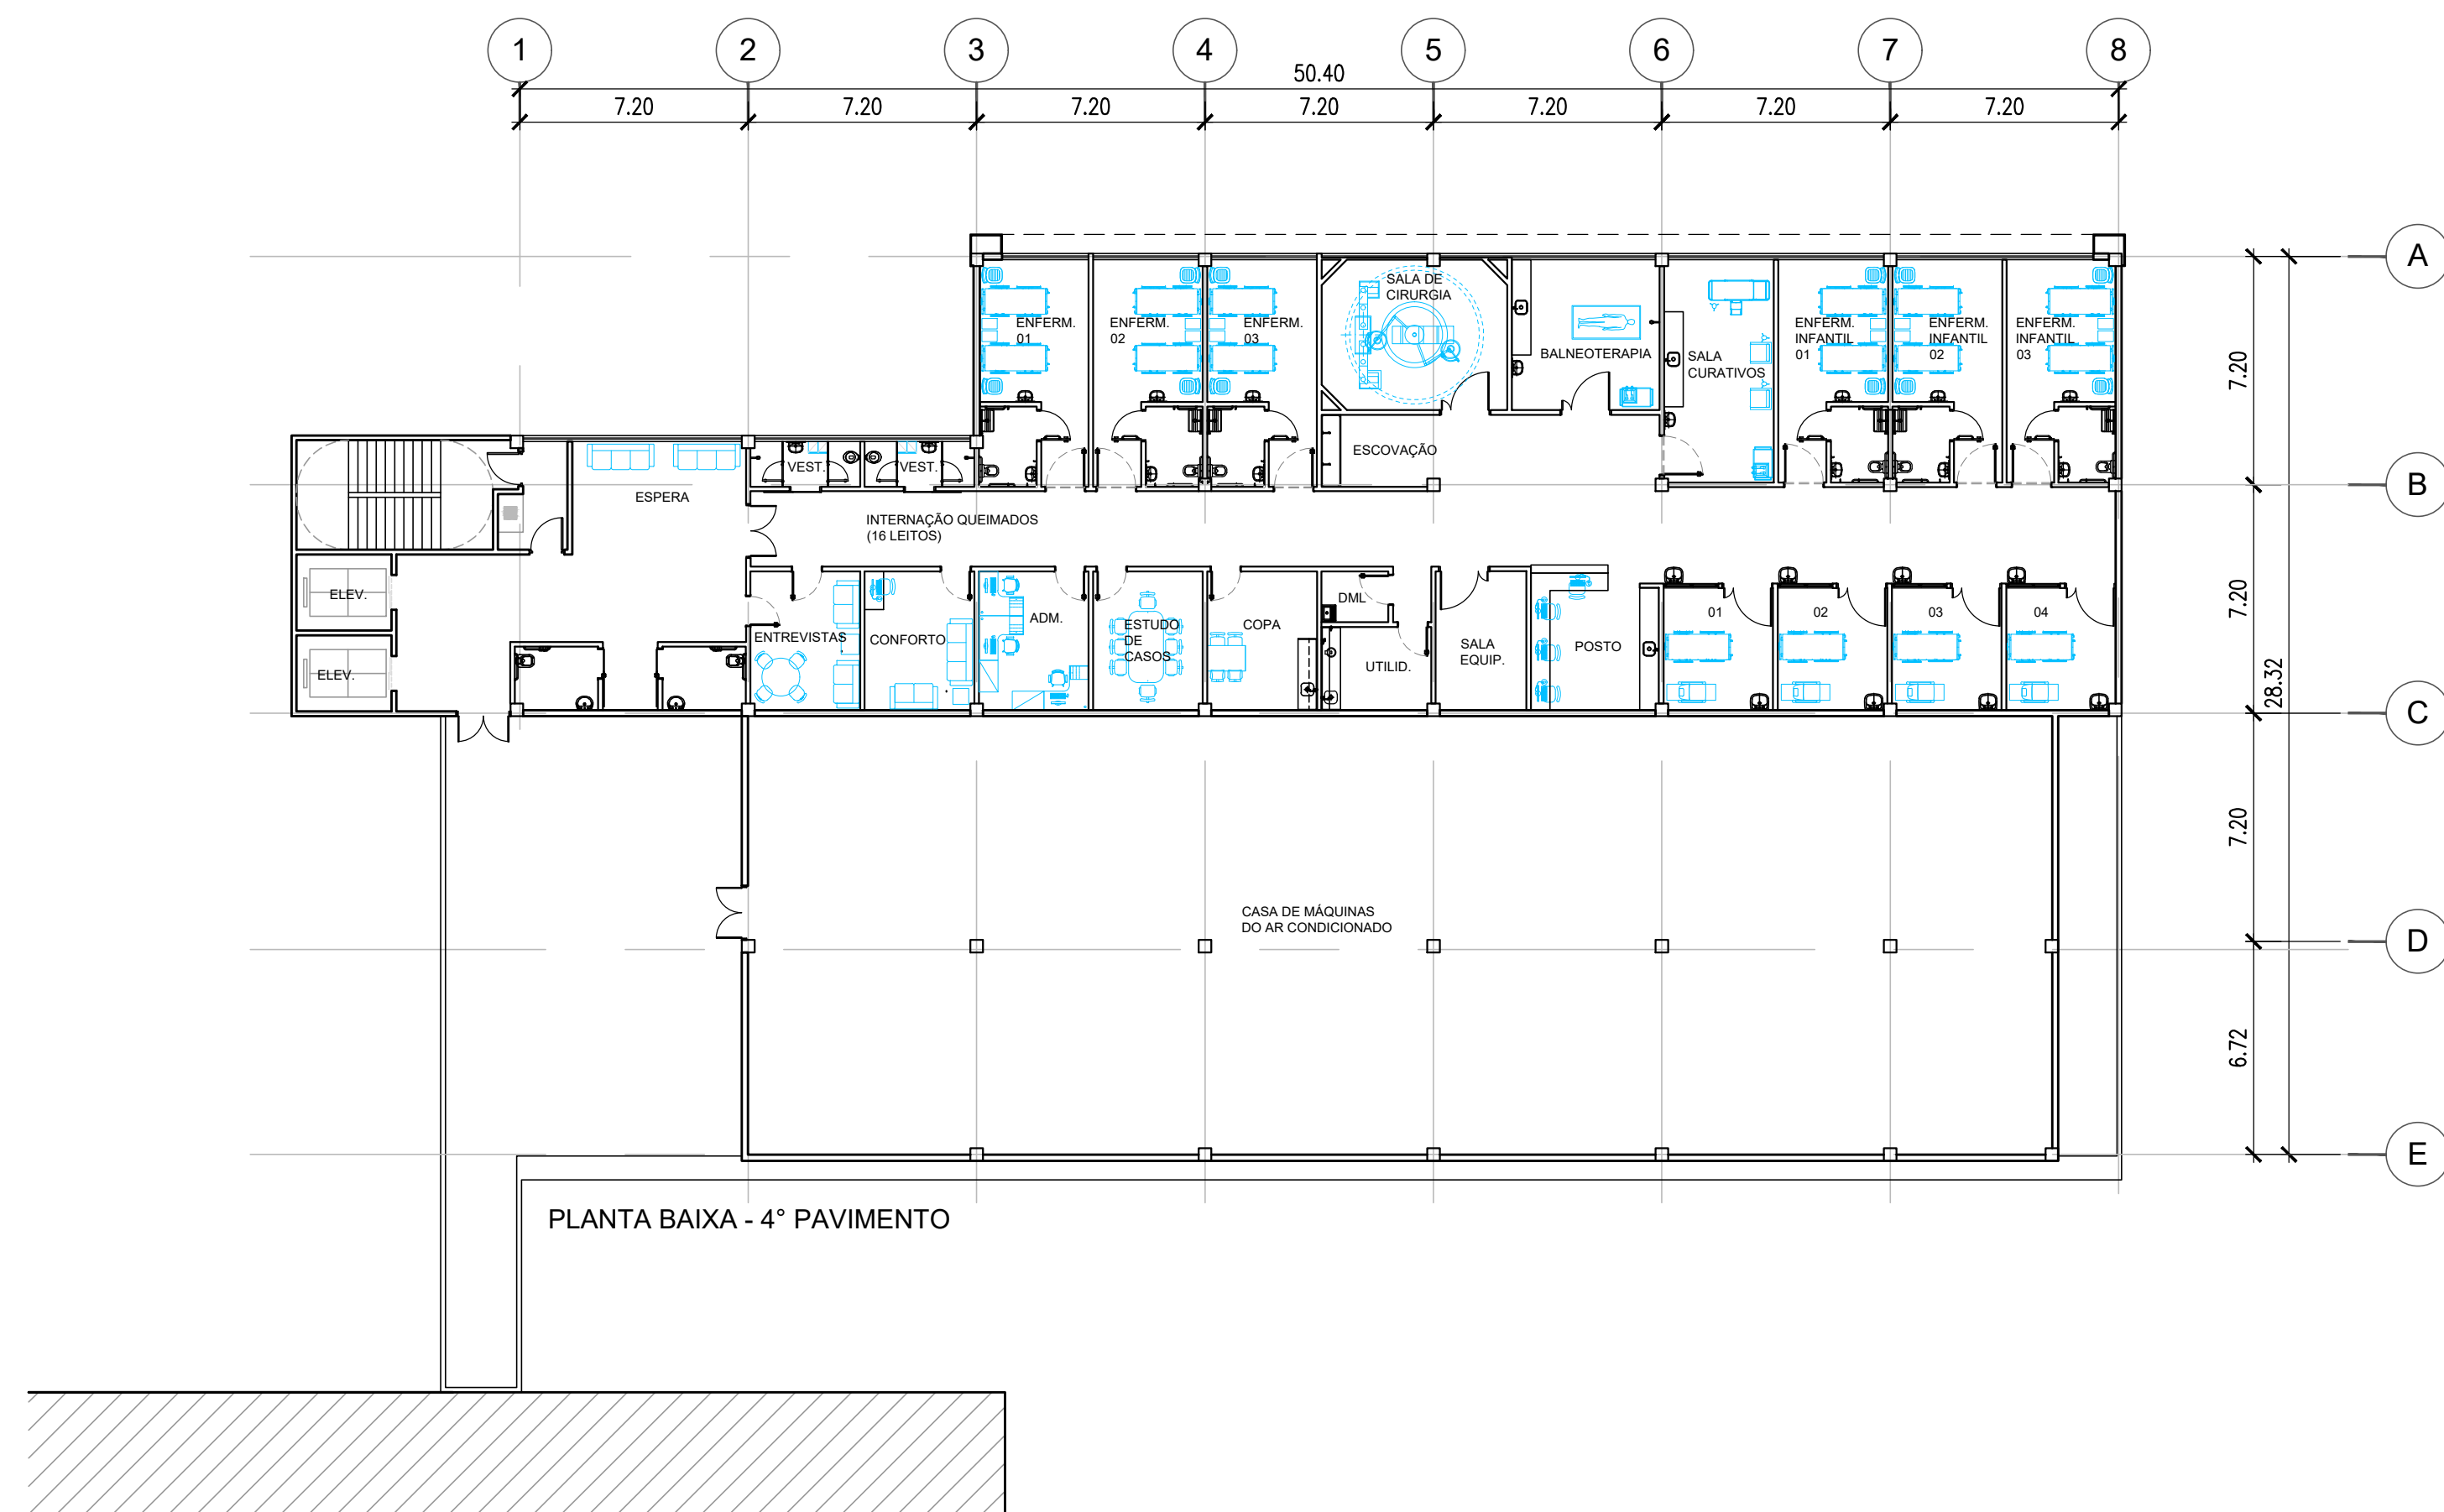 1
2
3
4
5
6
7
8
50.40
7.20
7.20
7.20
7.20
7.20
7.20
7.20
A
B
C
D
E
7.20
7.20
7.20
6.72
28.32
SALA DE
CIRURGIA
ENFERM.
01
ENFERM.
02
ENFERM.
03
BALNEOTERAPIA
SALA
CURATIVOS
ENFERM.
INFANTIL
01
ENFERM.
INFANTIL
02
ENFERM.
INFANTIL
03
ESCOVAÇÃO
VEST.
VEST.
ESPERA
INTERNAÇÃO QUEIMADOS
(16 LEITOS)
ELEV.
ELEV.
ENTREVISTAS
CONFORTO
ADM.
ESTUDO
DE
CASOS
COPA
DML
UTILID.
SALA
EQUIP.
POSTO
01
02
03
04
CASA DE MÁQUINAS
DO AR CONDICIONADO
PLANTA BAIXA - 4° PAVIMENTO